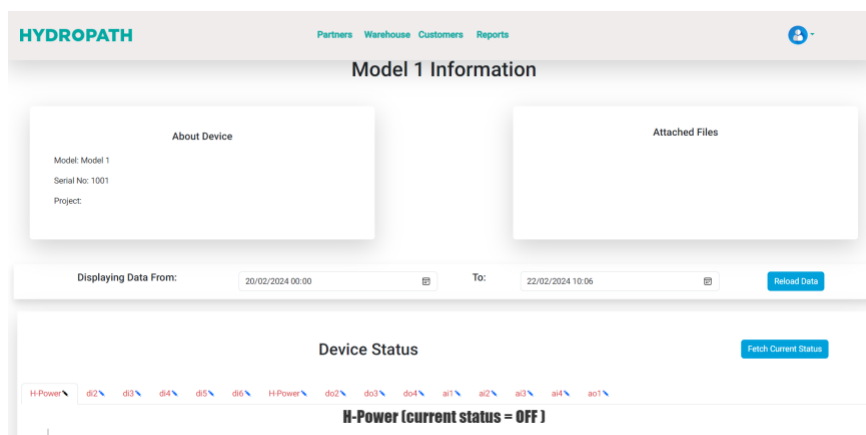 HYDROPATH Partners Warehouse Customers Reports
Model 1 Information
About Device
Model: Model 1
Serial No: 1001
Project:
Attached Files
Displaying Data From: 20/02/2024 00:00 To: 22/02/2024 10:06 Reload Data
Device Status Fetch Current Status
H-Power di2 di3 di4 di5 di6 H-Power do2 do3 do4 ai1 ai2 ai3 ai4 ao1
H-Power (current status = OFF )